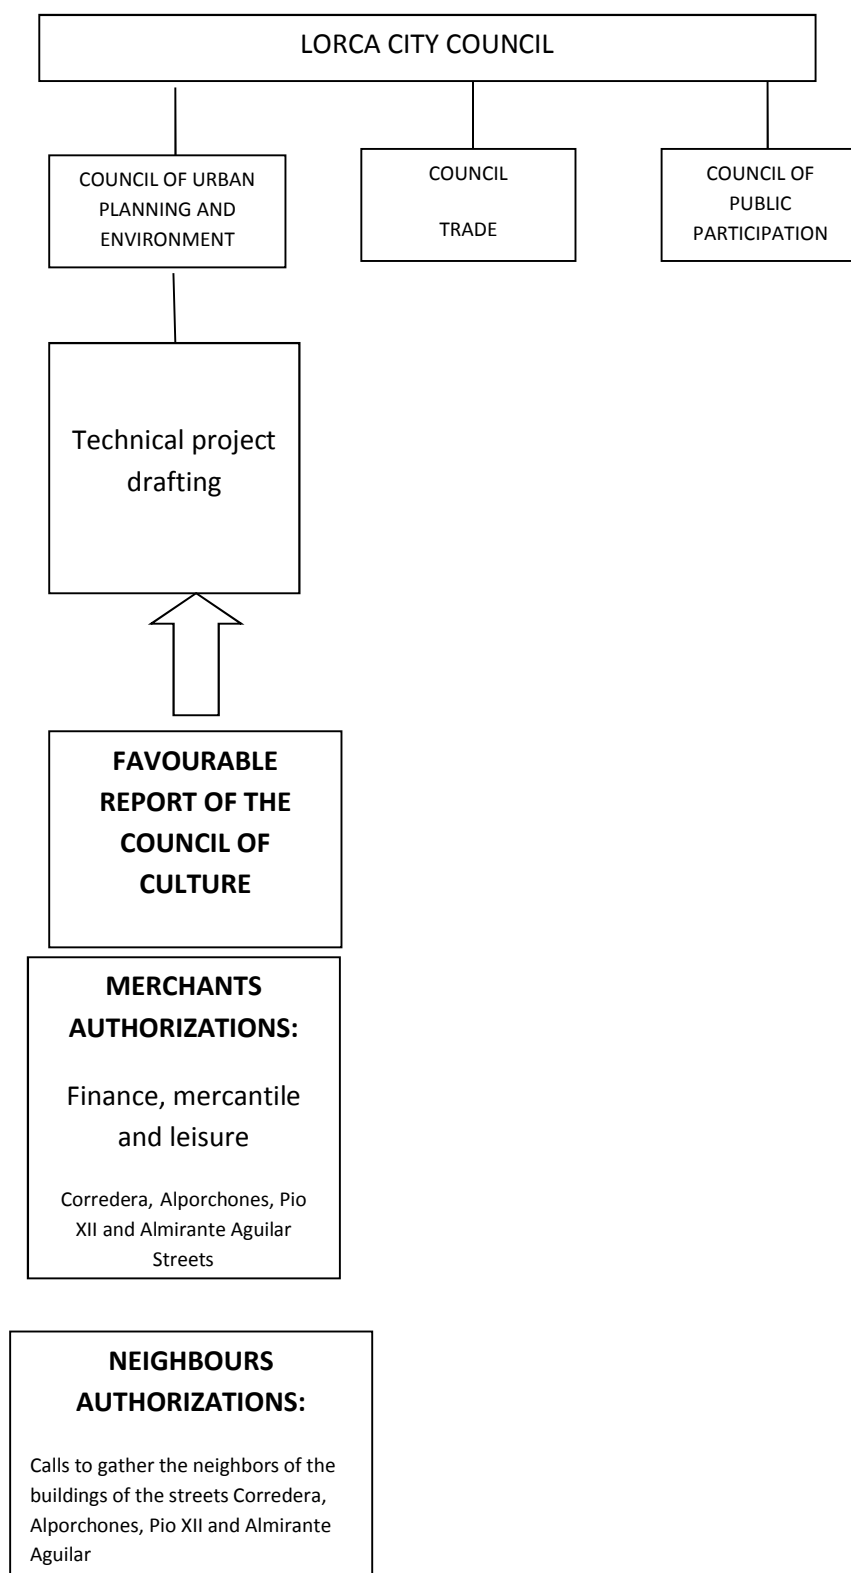 LORCA CITY COUNCIL
COUNCIL OF URBAN
PLANNING AND
ENVIRONMENT
COUNCIL
TRADE
COUNCIL OF
PUBLIC
PARTICIPATION
Technical project
drafting
FAVOURABLE
REPORT OF THE
COUNCIL OF
CULTURE
MERCHANTS
AUTHORIZATIONS:
Finance, mercantile
and leisure
Corredera, Alporchones, Pio
XII and Almirante Aguilar
Streets
NEIGHBOURS
AUTHORIZATIONS:
Calls to gather the neighbors of the
buildings of the streets Corredera,
Alporchones, Pio XII and Almirante
Aguilar